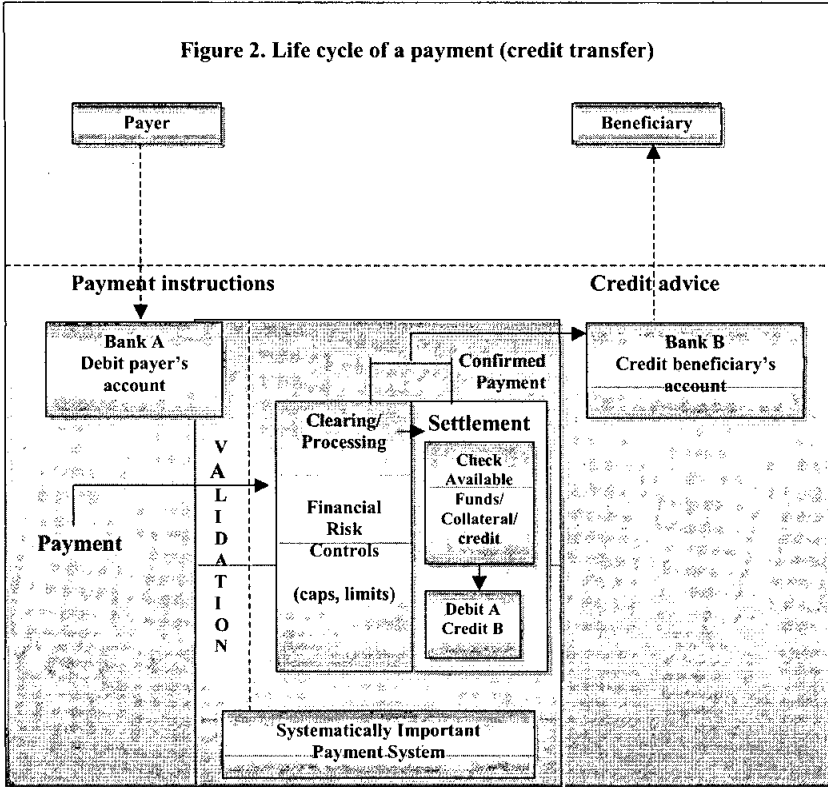 Figure 2. Life cycle of a payment (credit transfer)
Payer
Beneficiary
Payment instructions
Credit advice
Bank A
Debit payer's
account
Bank B
Credit beneficiary's
account
Confirmed
Payment
VALIDATION
Clearing/
Processing
Financial
Risk
Controls
(caps, limits)
Settlement
Check
Available
Funds/
Collateral/
credit
Debit A
Credit B
Payment
Systematically Important
Payment System